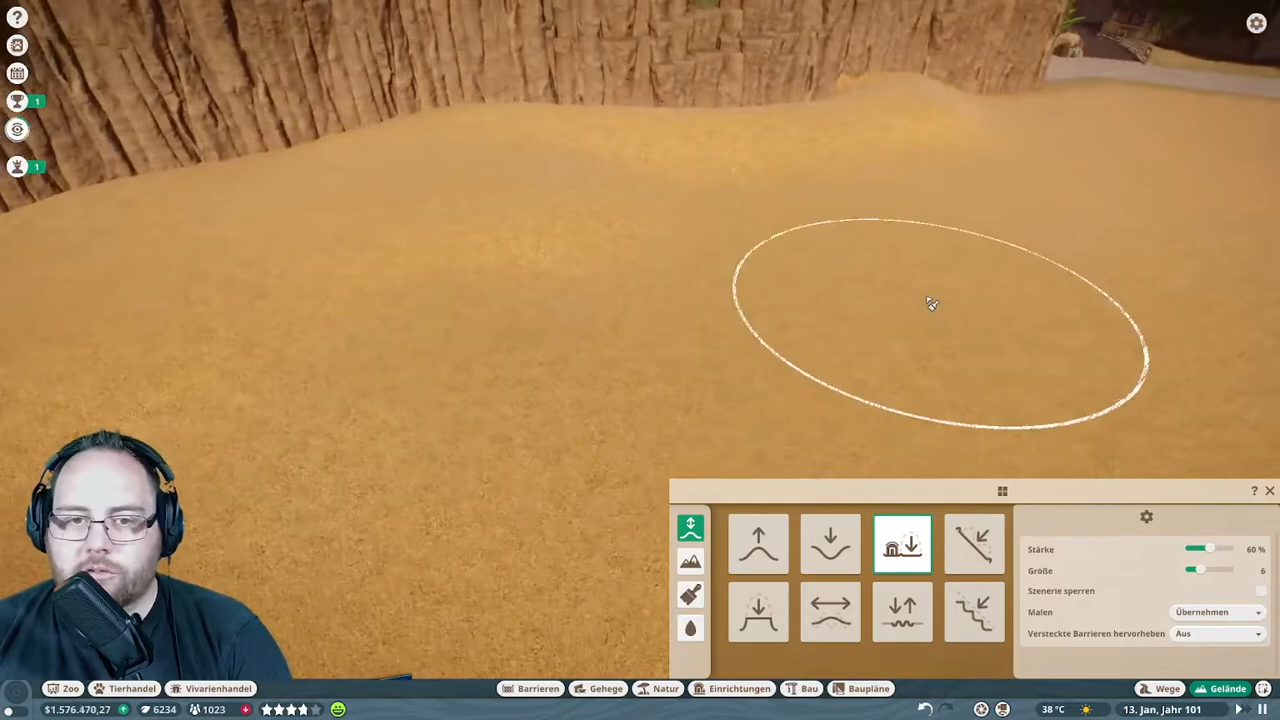 ?
1
1
? ×
Stärke 60 %
Größe 6
Szenerie sperren
Malen Übernehmen
Versteckte Barrieren hervorheben Aus
Zoo Tierhandel Vivarienhandel Barrieren Gehege Natur Einrichtungen Bau Baupläne Wege Gelände
$1.576.470,27 6234 1023 38 °C 13. Jan, Jahr 101